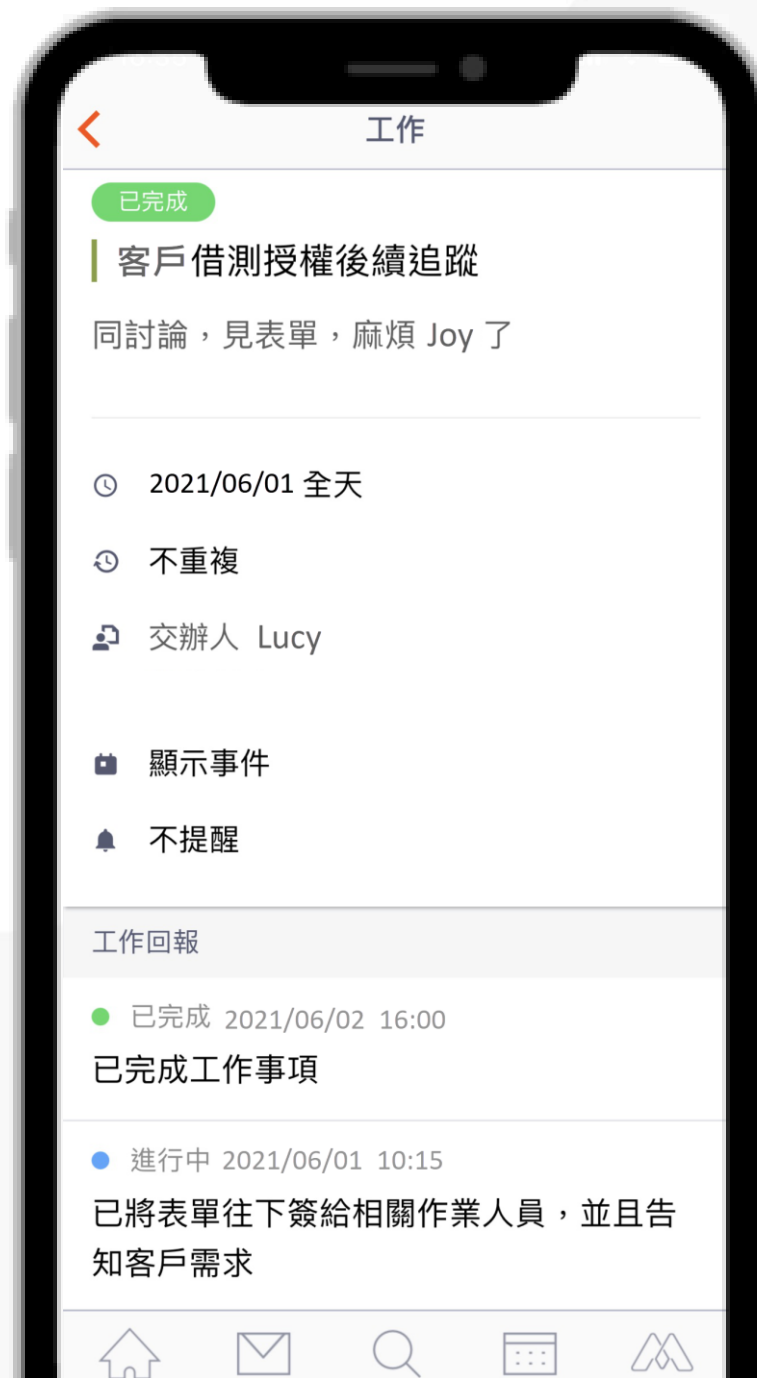 工作
已完成
客戶借測授權後續追蹤
同討論，見表單，麻煩 Joy 了
2021/06/01 全天
不重複
交辦人 Lucy
顯示事件
不提醒
工作回報
已完成 2021/06/02 16:00
已完成工作事項
進行中 2021/06/01 10:15
已將表單往下簽給相關作業人員，並且告
知客戶需求